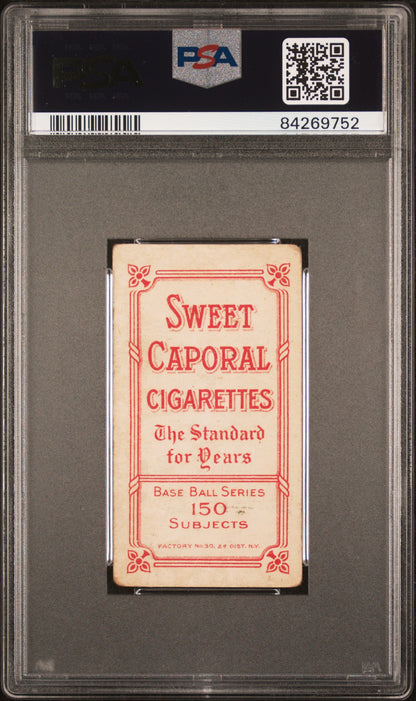 PSA
PSA
84269752
SWEET
CAPORAL
CIGARETTES
The Standard
for Years
BASE BALL SERIES
150
SUBJECTS
FACTORY No 30, 2d DIST. N.Y.